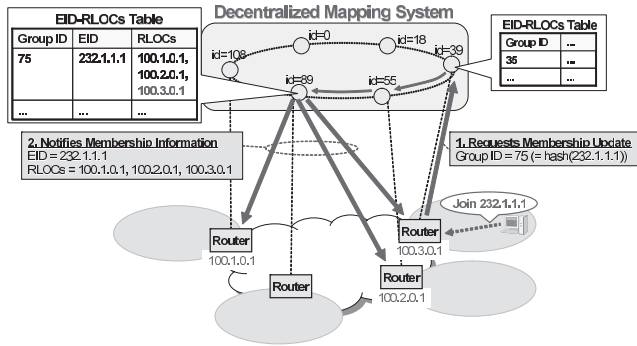 Decentralized Mapping System
EID-RLOCs Table
Group ID EID RLOCs
75 232.1.1.1 100.1.0.1,
100.2.0.1,
100.3.0.1
... ... ...
EID-RLOCs Table
Group ID ...
35 ...
... ...
id=0
id=18
id=39
id=108
id=89
id=55
2. Notifies Membership Information
EID = 232.1.1.1
RLOCs = 100.1.0.1, 100.2.0.1, 100.3.0.1
1. Requests Membership Update
Group ID = 75 (= hash(232.1.1.1))
Join 232.1.1.1
Router
100.3.0.1
Router
100.1.0.1
Router
100.2.0.1
Router